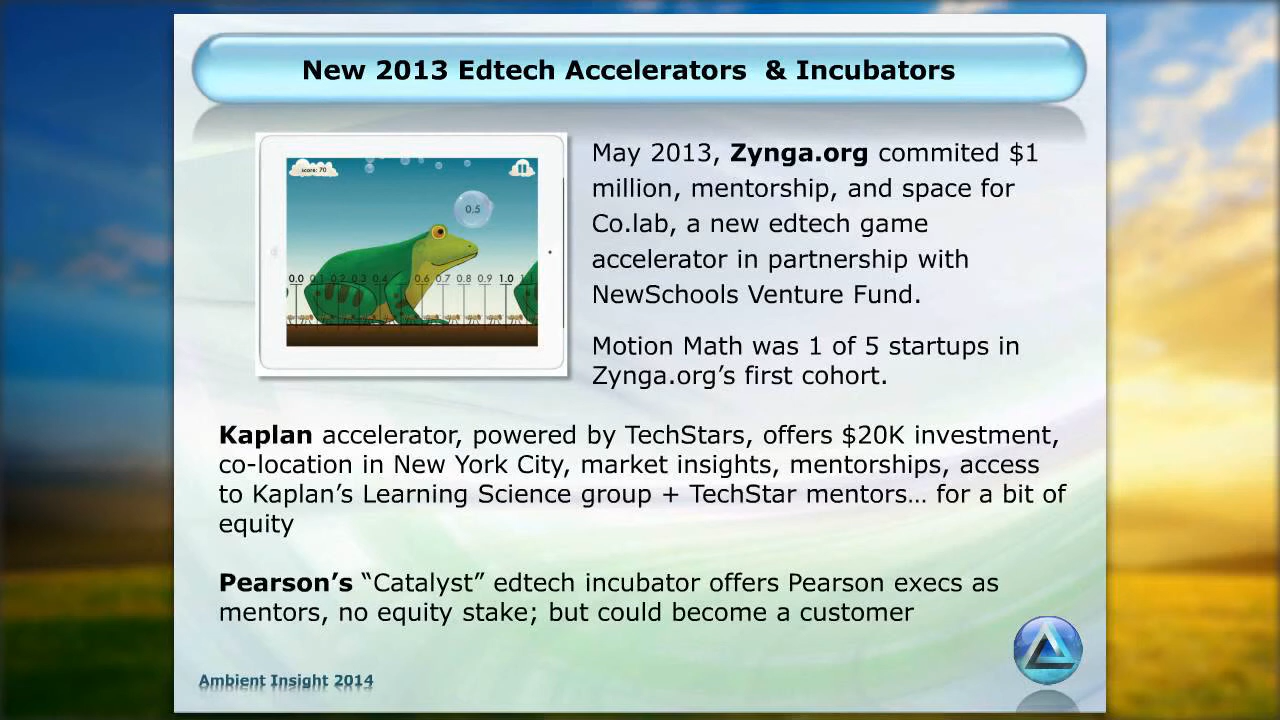 New 2013 Edtech Accelerators & Incubators
score: 70
0.5
0.0 0.1 0.2 0.3 0.4 0.6 0.7 0.8 0.9 1.0
May 2013, Zynga.org commited $1
million, mentorship, and space for
Co.lab, a new edtech game
accelerator in partnership with
NewSchools Venture Fund.
Motion Math was 1 of 5 startups in
Zynga.org’s first cohort.
Kaplan accelerator, powered by TechStars, offers $20K investment,
co-location in New York City, market insights, mentorships, access
to Kaplan’s Learning Science group + TechStar mentors… for a bit of
equity
Pearson’s “Catalyst” edtech incubator offers Pearson execs as
mentors, no equity stake; but could become a customer
Ambient Insight 2014